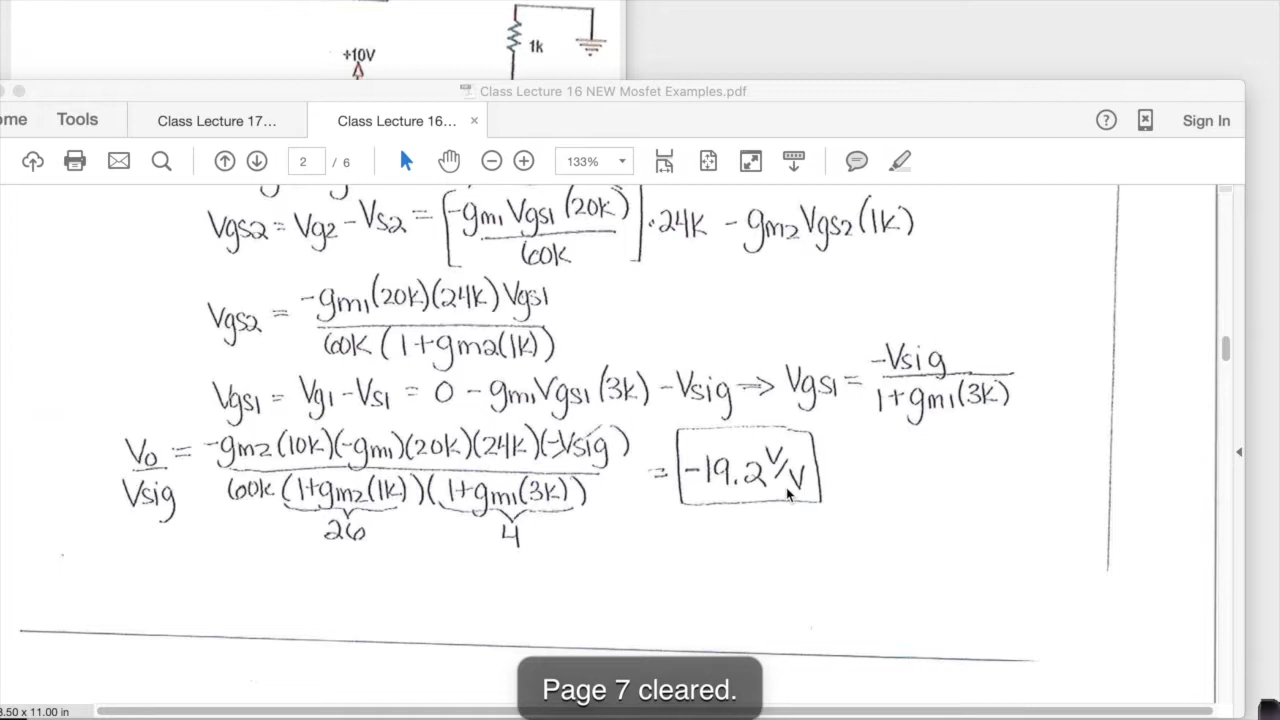 1k
+10V
Class Lecture 16 NEW Mosfet Examples.pdf
ome Tools Class Lecture 17... Class Lecture 16... × ? Sign In
2 / 6 133%
Vgs2 = Vg2 - Vs2 = [-gm1 Vgs1 (20k) / 60k] · 24k - gm2 Vgs2 (1k)
Vgs2 = -gm1(20k)(24k) Vgs1 / 60k (1+gm2(1k))
Vgs1 = Vg1 - Vs1 = 0 - gm1 Vgs1 (3k) - Vsig ⇒ Vgs1 = -Vsig / 1+gm1(3k)
Vo / Vsig = -gm2(10k)(-gm1)(20k)(24k)(-Vsig) / 60k (1+gm2(1k))(1+gm1(3k)) = -19.2 V/V
26 4
Page 7 cleared.
8.50 x 11.00 in